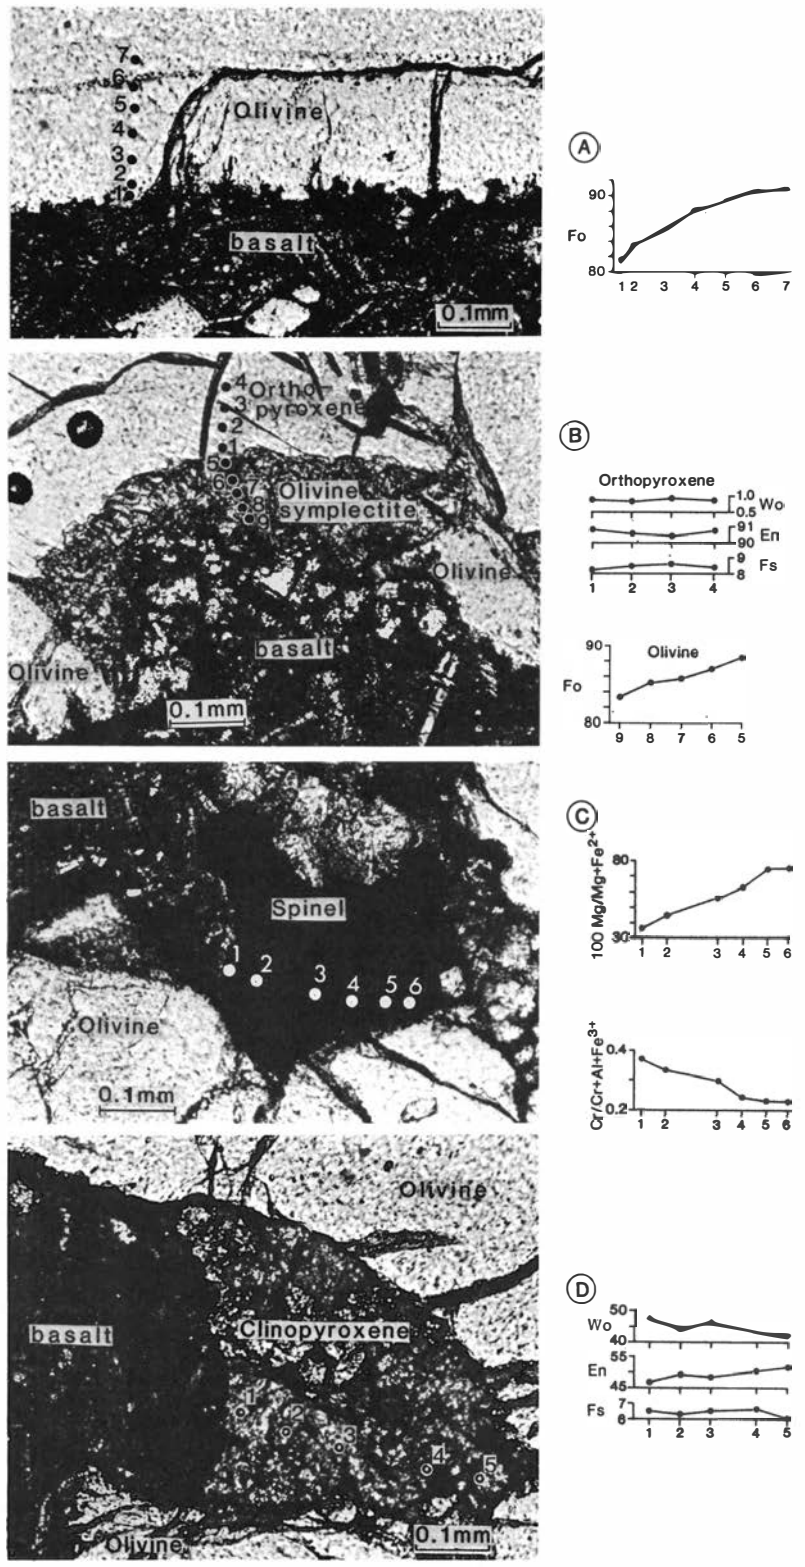 7
6
5
4
3
2
1
Olivine
basalt
0.1mm
A
90
Fo
80
1 2 3 4 5 6 7
4
3
2
1
5
6
7
8
9
Ortho-
pyroxene
Olivine
symplectite
Olivine
basalt
Olivine
0.1mm
B
Orthopyroxene
1.0
Wo
0.5
91
En
90
9
Fs
8
1 2 3 4
90
Olivine
Fo
80
9 8 7 6 5
basalt
Spinel
1 2 3 4 5 6
Olivine
0.1mm
C
100 Mg/Mg+Fe2+
80
30
1 2 3 4 5 6
Cr/Cr+Al+Fe3+
0.4
0.2
1 2 3 4 5 6
Olivine
basalt
Clinopyroxene
1
2
3
4
5
Olivine
0.1mm
D
50
Wo
40
55
En
45
7
Fs
6
1 2 3 4 5